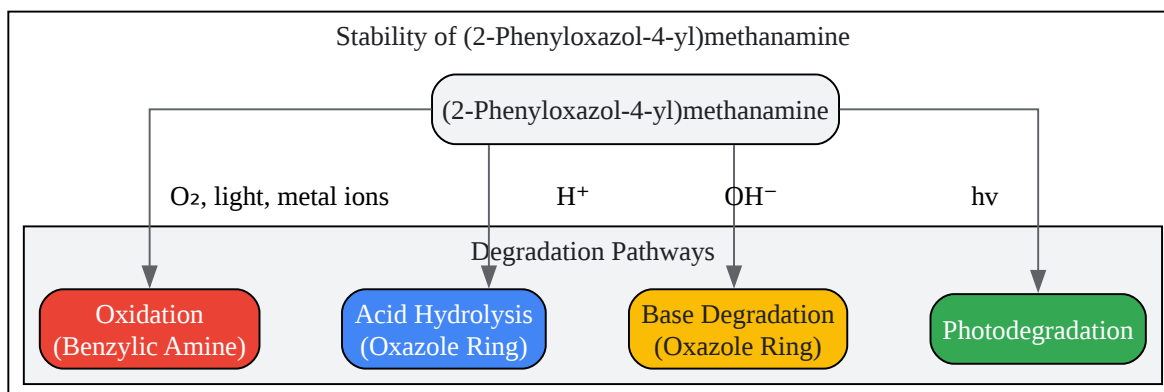 Stability of (2-Phenyloxazol-4-yl)methanamine
(2-Phenyloxazol-4-yl)methanamine
O₂, light, metal ions
H⁺
OH⁻
hv
Degradation Pathways
Oxidation
(Benzylic Amine)
Acid Hydrolysis
(Oxazole Ring)
Base Degradation
(Oxazole Ring)
Photodegradation